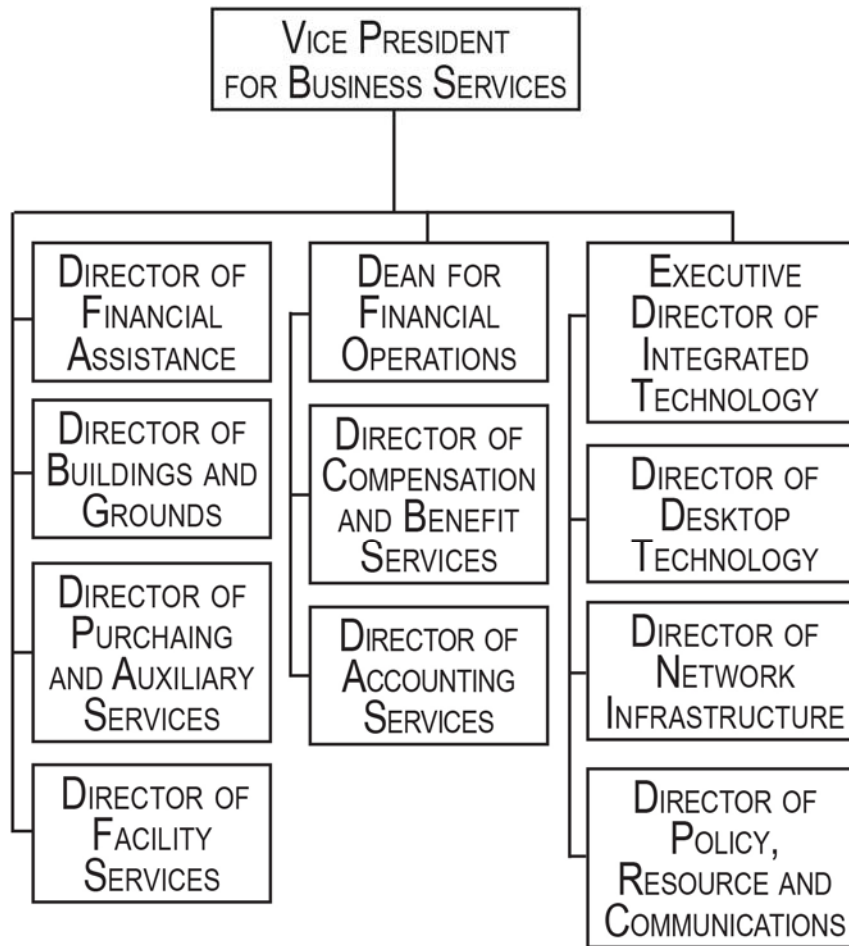 VICE PRESIDENT
FOR BUSINESS SERVICES
DIRECTOR OF
FINANCIAL
ASSISTANCE
DIRECTOR OF
BUILDINGS AND
GROUNDS
DIRECTOR OF
PURCHAING
AND AUXILIARY
SERVICES
DIRECTOR OF
FACILITY
SERVICES
DEAN FOR
FINANCIAL
OPERATIONS
DIRECTOR OF
COMPENSATION
AND BENEFIT
SERVICES
DIRECTOR OF
ACCOUNTING
SERVICES
EXECUTIVE
DIRECTOR OF
INTEGRATED
TECHNOLOGY
DIRECTOR OF
DESKTOP
TECHNOLOGY
DIRECTOR OF
NETWORK
INFRASTRUCTURE
DIRECTOR OF
POLICY,
RESOURCE AND
COMMUNICATIONS